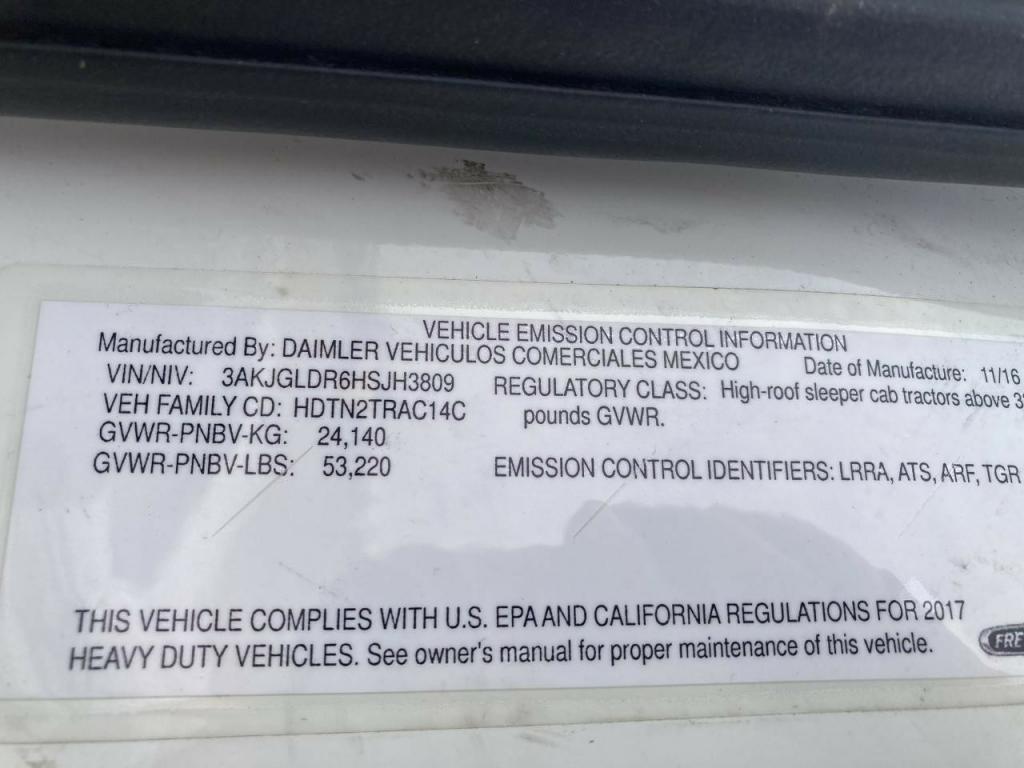 VEHICLE EMISSION CONTROL INFORMATION
Manufactured By: DAIMLER VEHICULOS COMERCIALES MEXICO Date of Manufacture: 11/16
VIN/NIV: 3AKJGLDR6HSJH3809 REGULATORY CLASS: High-roof sleeper cab tractors above
VEH FAMILY CD: HDTN2TRAC14C pounds GVWR.
GVWR-PNBV-KG: 24,140
GVWR-PNBV-LBS: 53,220 EMISSION CONTROL IDENTIFIERS: LRRA, ATS, ARF, TGR
THIS VEHICLE COMPLIES WITH U.S. EPA AND CALIFORNIA REGULATIONS FOR 2017
HEAVY DUTY VEHICLES. See owner's manual for proper maintenance of this vehicle.
FRE